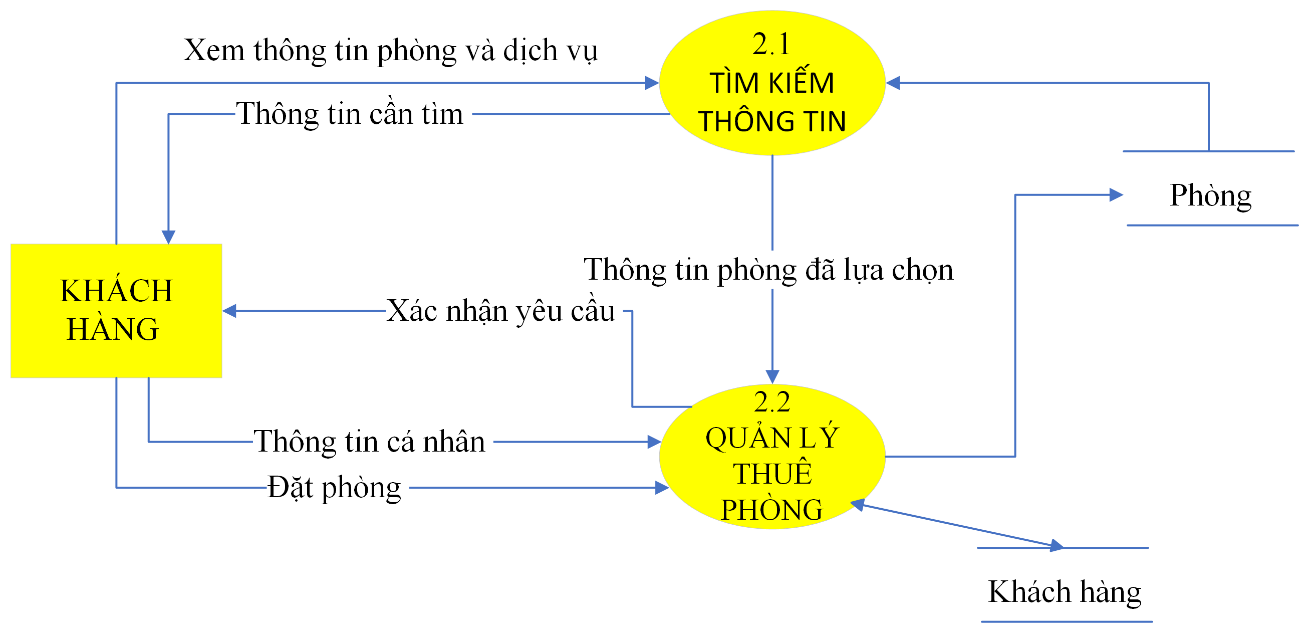 Xem thông tin phòng và dịch vụ
2.1
TÌM KIẾM
THÔNG TIN
Thông tin cần tìm
Phòng
Thông tin phòng đã lựa chọn
KHÁCH
HÀNG
Xác nhận yêu cầu
2.2
QUẢN LÝ
THUÊ
PHÒNG
Thông tin cá nhân
Đặt phòng
Khách hàng